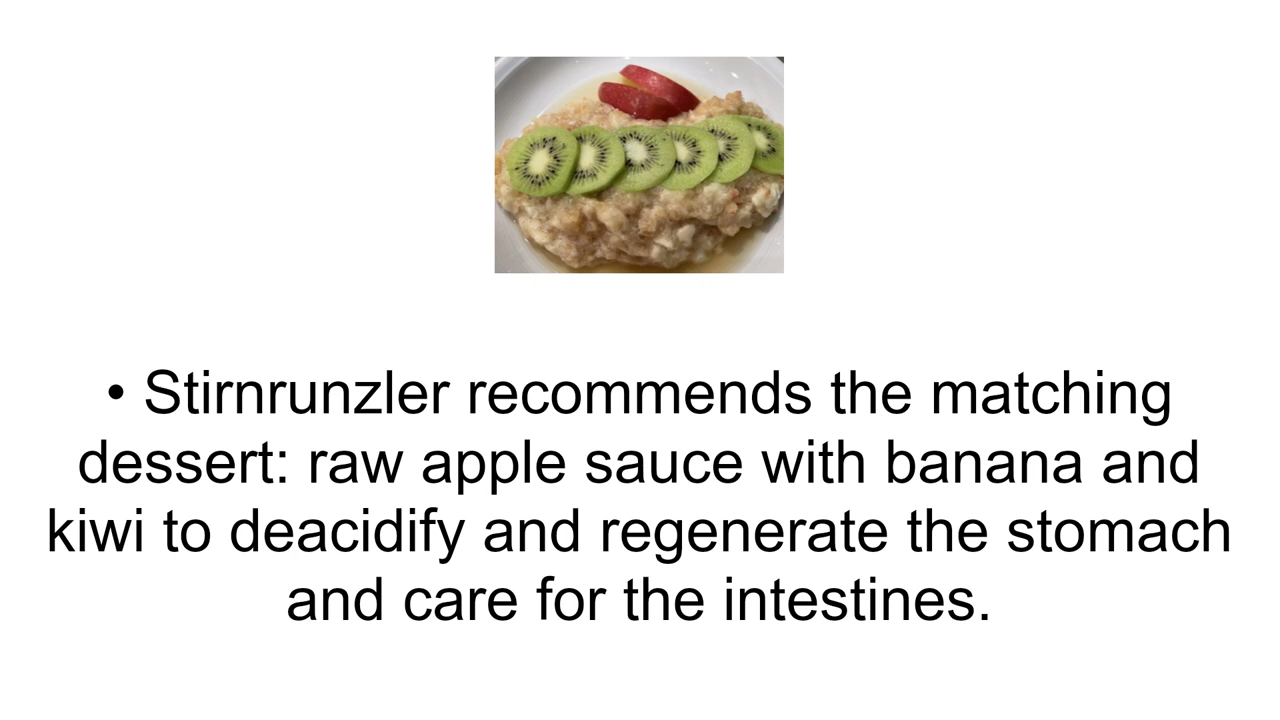 • Stirnrunzler recommends the matching
dessert: raw apple sauce with banana and
kiwi to deacidify and regenerate the stomach
and care for the intestines.